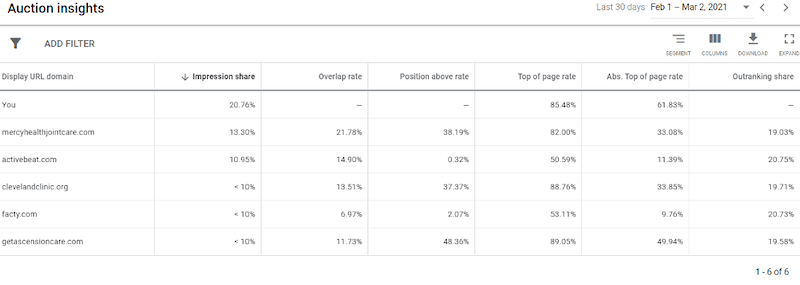 Auction insights
Last 30 days Feb 1 – Mar 2, 2021
ADD FILTER
SEGMENT COLUMNS DOWNLOAD EXPAND
Display URL domain Impression share Overlap rate Position above rate Top of page rate Abs. Top of page rate Outranking share
You 20.76% — — 85.48% 61.83% —
mercyhealthjointcare.com 13.30% 21.78% 38.19% 82.00% 33.08% 19.03%
activebeat.com 10.95% 14.90% 0.32% 50.59% 11.39% 20.75%
clevelandclinic.org < 10% 13.51% 37.37% 88.76% 33.85% 19.71%
facty.com < 10% 6.97% 2.07% 53.11% 9.76% 20.73%
getascensioncare.com < 10% 11.73% 48.36% 89.05% 49.94% 19.58%
1 - 6 of 6